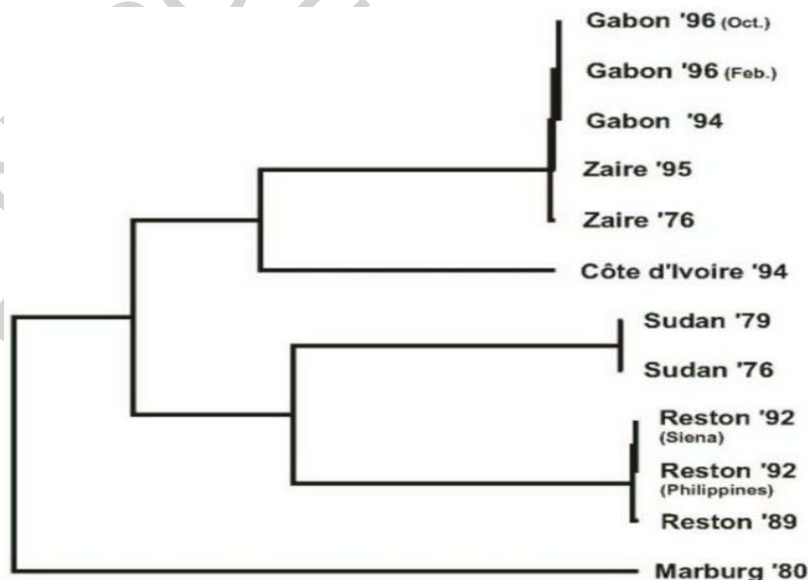 Gabon '96 (Oct.)
Gabon '96 (Feb.)
Gabon '94
Zaire '95
Zaire '76
Côte d'Ivoire '94
Sudan '79
Sudan '76
Reston '92
(Siena)
Reston '92
(Philippines)
Reston '89
Marburg '80